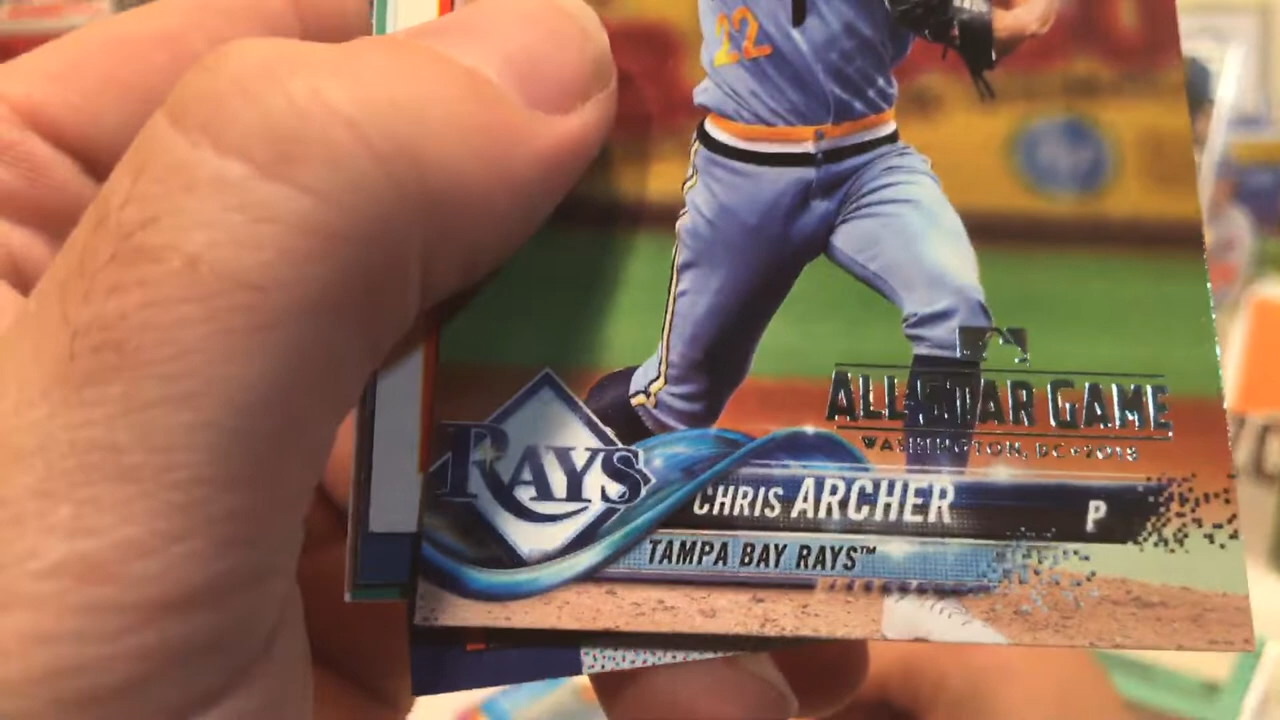 22
ALL STAR GAME
WASHINGTON, DC • 2018
RAYS
CHRIS ARCHER
P
TAMPA BAY RAYS™